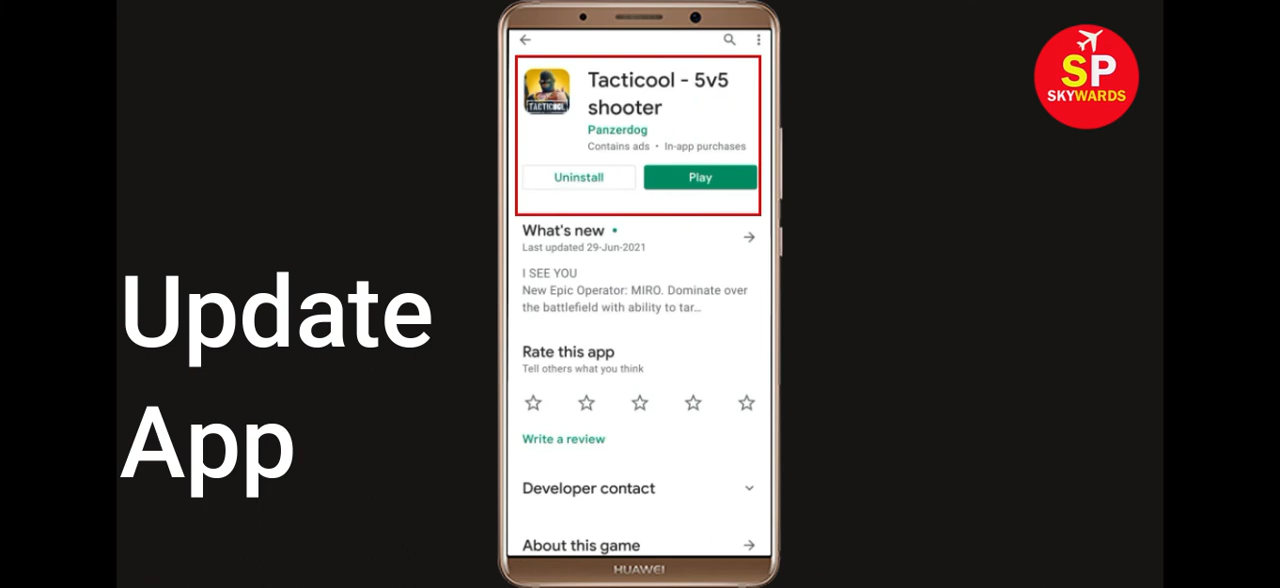 SP
SKYWARDS
Tacticool - 5v5
shooter
TACTICOOL
Panzerdog
Contains ads • In-app purchases
Uninstall Play
What's new •
Last updated 29-Jun-2021
I SEE YOU
New Epic Operator: MIRO. Dominate over
the battlefield with ability to tar...
Rate this app
Tell others what you think
Write a review
Developer contact
About this game
HUAWEI
Update
App